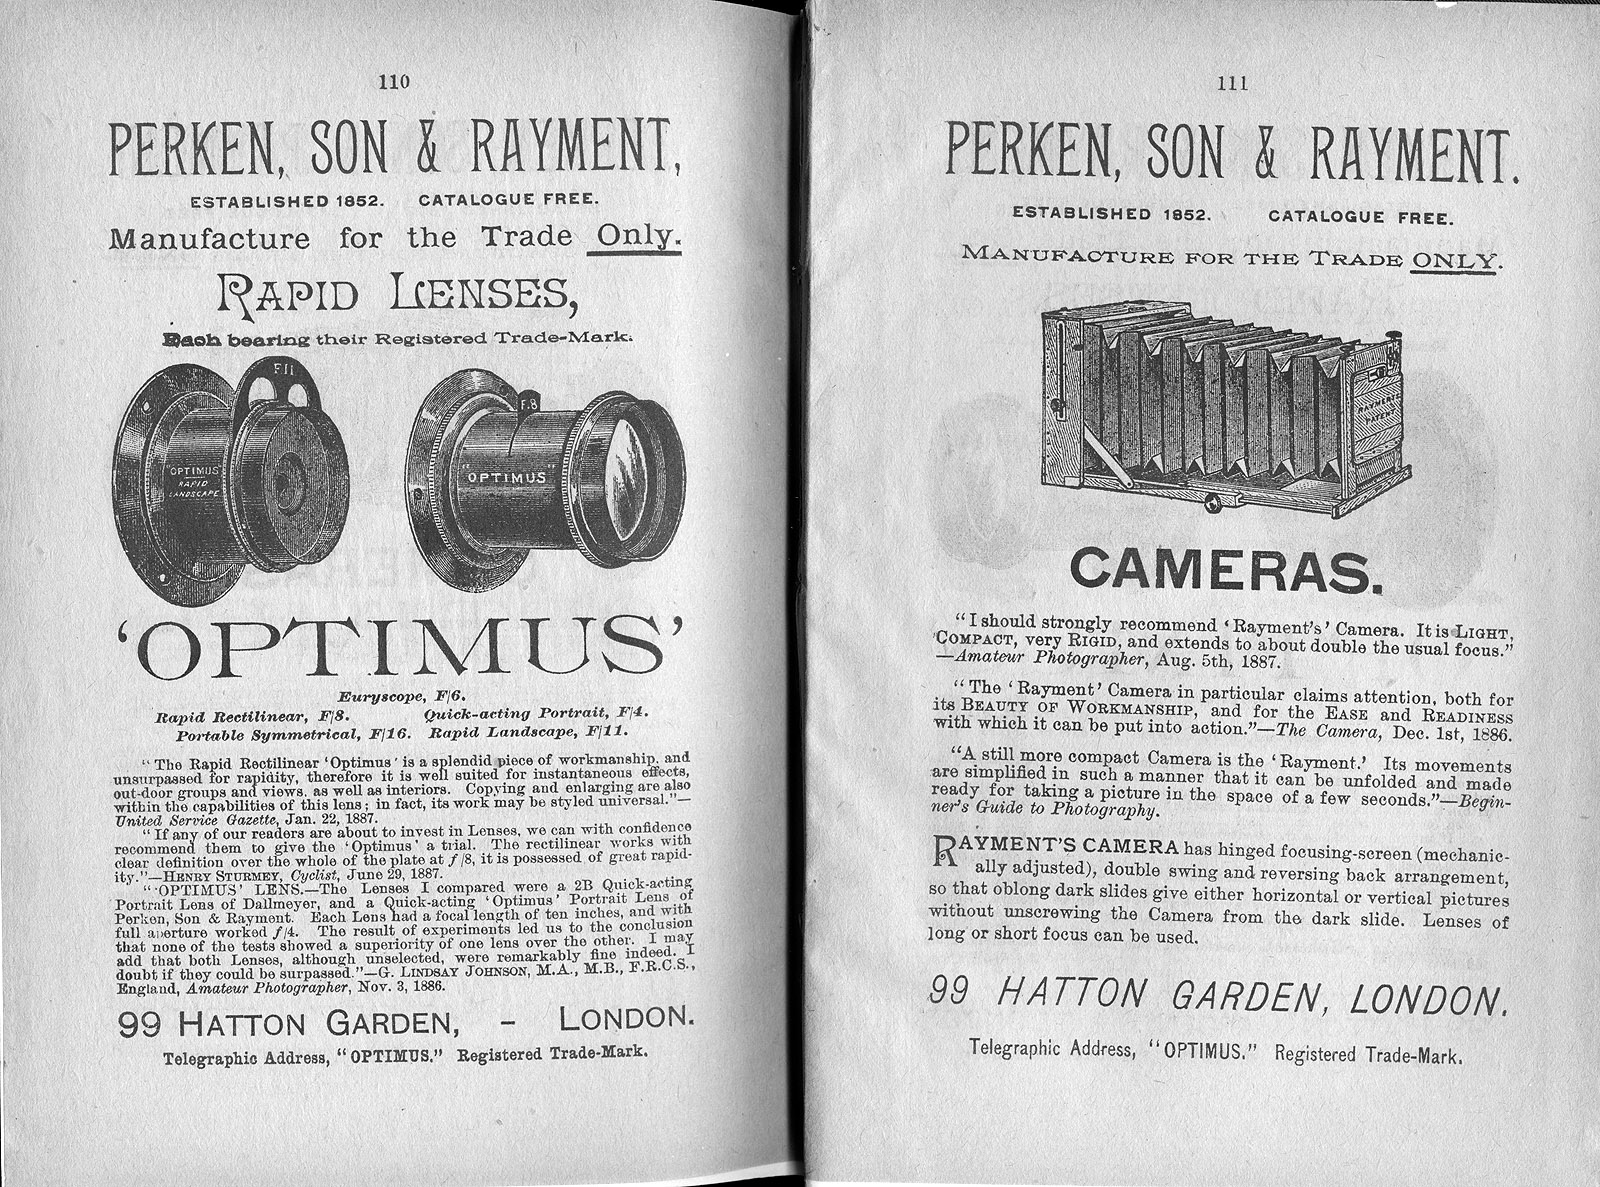 110
PERKEN, SON & RAYMENT,
ESTABLISHED 1852. CATALOGUE FREE.
Manufacture for the Trade Only.
RAPID LENSES,
Each bearing their Registered Trade-Mark.
F.11
"OPTIMUS"
RAPID
LANDSCAPE
F.8
"OPTIMUS"
'OPTIMUS'
Euryscope, F/6.
Rapid Rectilinear, F/8. Quick-acting Portrait, F/4.
Portable Symmetrical, F/16. Rapid Landscape, F/11.
"The Rapid Rectilinear 'Optimus' is a splendid piece of workmanship, and
unsurpassed for rapidity, therefore it is well suited for instantaneous effects,
out-door groups and views, as well as interiors. Copying and enlarging are also
within the capabilities of this lens; in fact, its work may be styled universal."—
United Service Gazette, Jan. 22, 1887.
"If any of our readers are about to invest in Lenses, we can with confidence
recommend them to give the 'Optimus' a trial. The rectilinear works with
clear definition over the whole of the plate at f/8, it is possessed of great rapid-
ity."—HENRY STURMEY, Cyclist, June 29, 1887.
"'OPTIMUS' LENS.—The Lenses I compared were a 2B Quick-acting
Portrait Lens of Dallmeyer, and a Quick-acting 'Optimus' Portrait Lens of
Perken, Son & Rayment. Each Lens had a focal length of ten inches, and with
full aperture worked f/4. The result of experiments led us to the conclusion
that none of the tests showed a superiority of one lens over the other. I may
add that both Lenses, although unselected, were remarkably fine indeed. I
doubt if they could be surpassed."—G. LINDSAY JOHNSON, M.A., M.B., F.R.C.S.,
England, Amateur Photographer, Nov. 3, 1886.
99 HATTON GARDEN, - LONDON.
Telegraphic Address, "OPTIMUS." Registered Trade-Mark.
111
PERKEN, SON & RAYMENT.
ESTABLISHED 1852. CATALOGUE FREE.
MANUFACTURE FOR THE TRADE ONLY.
CAMERAS.
"I should strongly recommend 'Rayment's' Camera. It is LIGHT,
COMPACT, very RIGID, and extends to about double the usual focus."
—Amateur Photographer, Aug. 5th, 1887.
"The 'Rayment' Camera in particular claims attention, both for
its BEAUTY OF WORKMANSHIP, and for the EASE and READINESS
with which it can be put into action."—The Camera, Dec. 1st, 1886.
"A still more compact Camera is the 'Rayment.' Its movements
are simplified in such a manner that it can be unfolded and made
ready for taking a picture in the space of a few seconds."—Begin-
ner's Guide to Photography.
RAYMENT'S CAMERA has hinged focusing-screen (mechanic-
ally adjusted), double swing and reversing back arrangement,
so that oblong dark slides give either horizontal or vertical pictures
without unscrewing the Camera from the dark slide. Lenses of
long or short focus can be used.
99 HATTON GARDEN, LONDON.
Telegraphic Address, "OPTIMUS." Registered Trade-Mark.